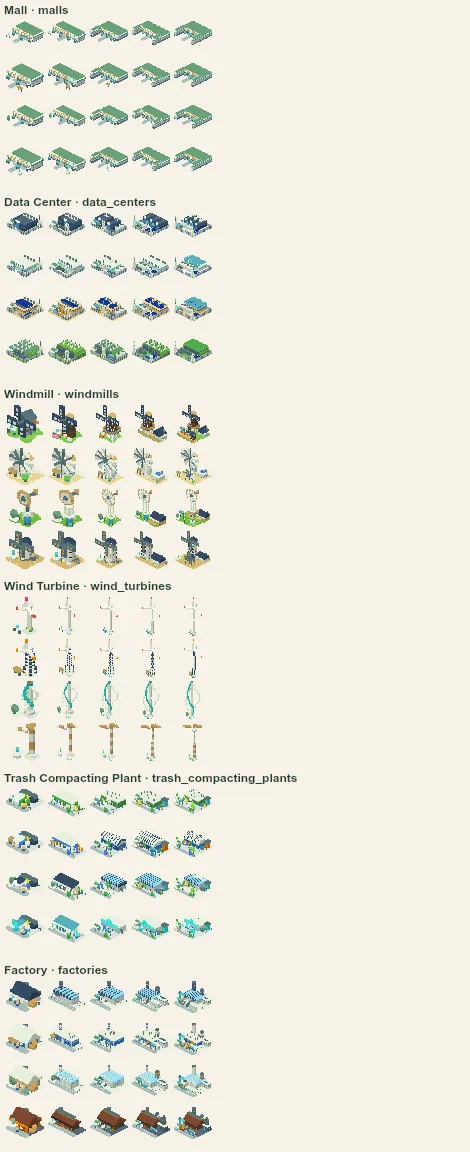 Mall · malls
Data Center · data_centers
Windmill · windmills
Wind Turbine · wind_turbines
Trash Compacting Plant · trash_compacting_plants
Factory · factories